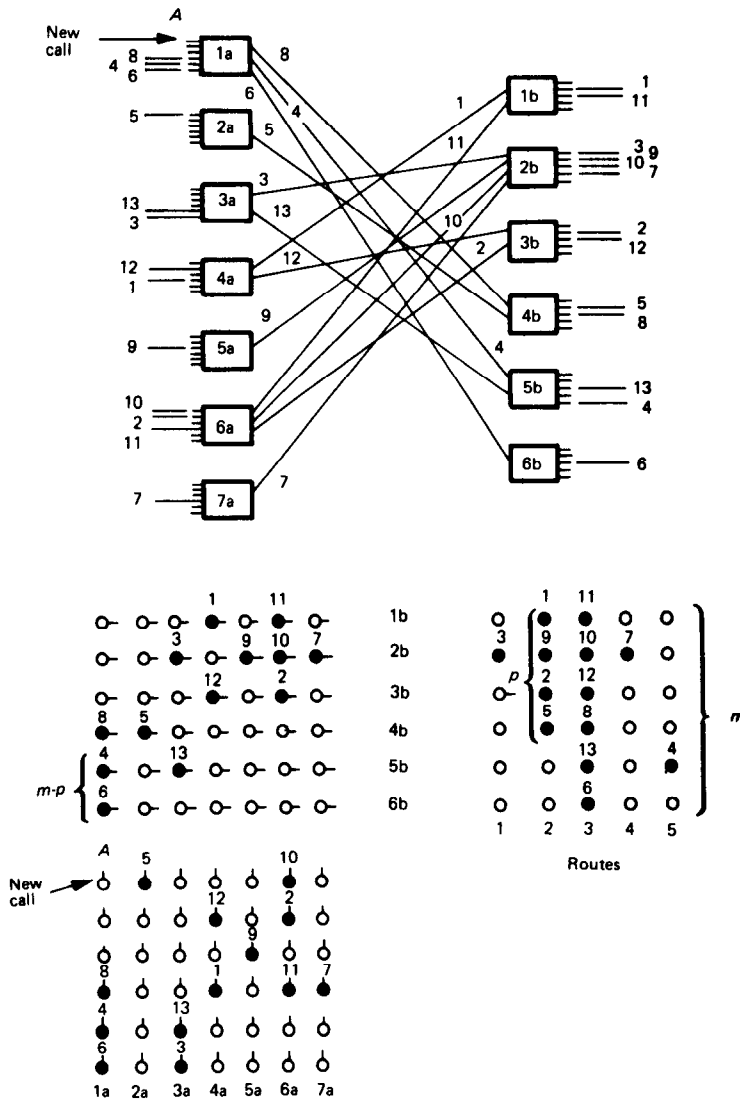 A
New
call
8
4
6
5
13
3
12
1
9
10
2
11
7
1a
2a
3a
4a
5a
6a
7a
8
6
4
5
3
13
12
9
7
1
11
10
2
4
1b
2b
3b
4b
5b
6b
1
11
3 9
10
7
2
12
5
8
13
4
6
1 11
3 9 10 7
12 2
8 5
4 13
6
m-p
1b
2b
3b
4b
5b
6b
1 11
3 9 10 7
p 2 12
5 8
13 4
6
1 2 3 4 5
Routes
A
New
call
5 10
12 2
9
8 1 11 7
4 13
6 3
1a 2a 3a 4a 5a 6a 7a